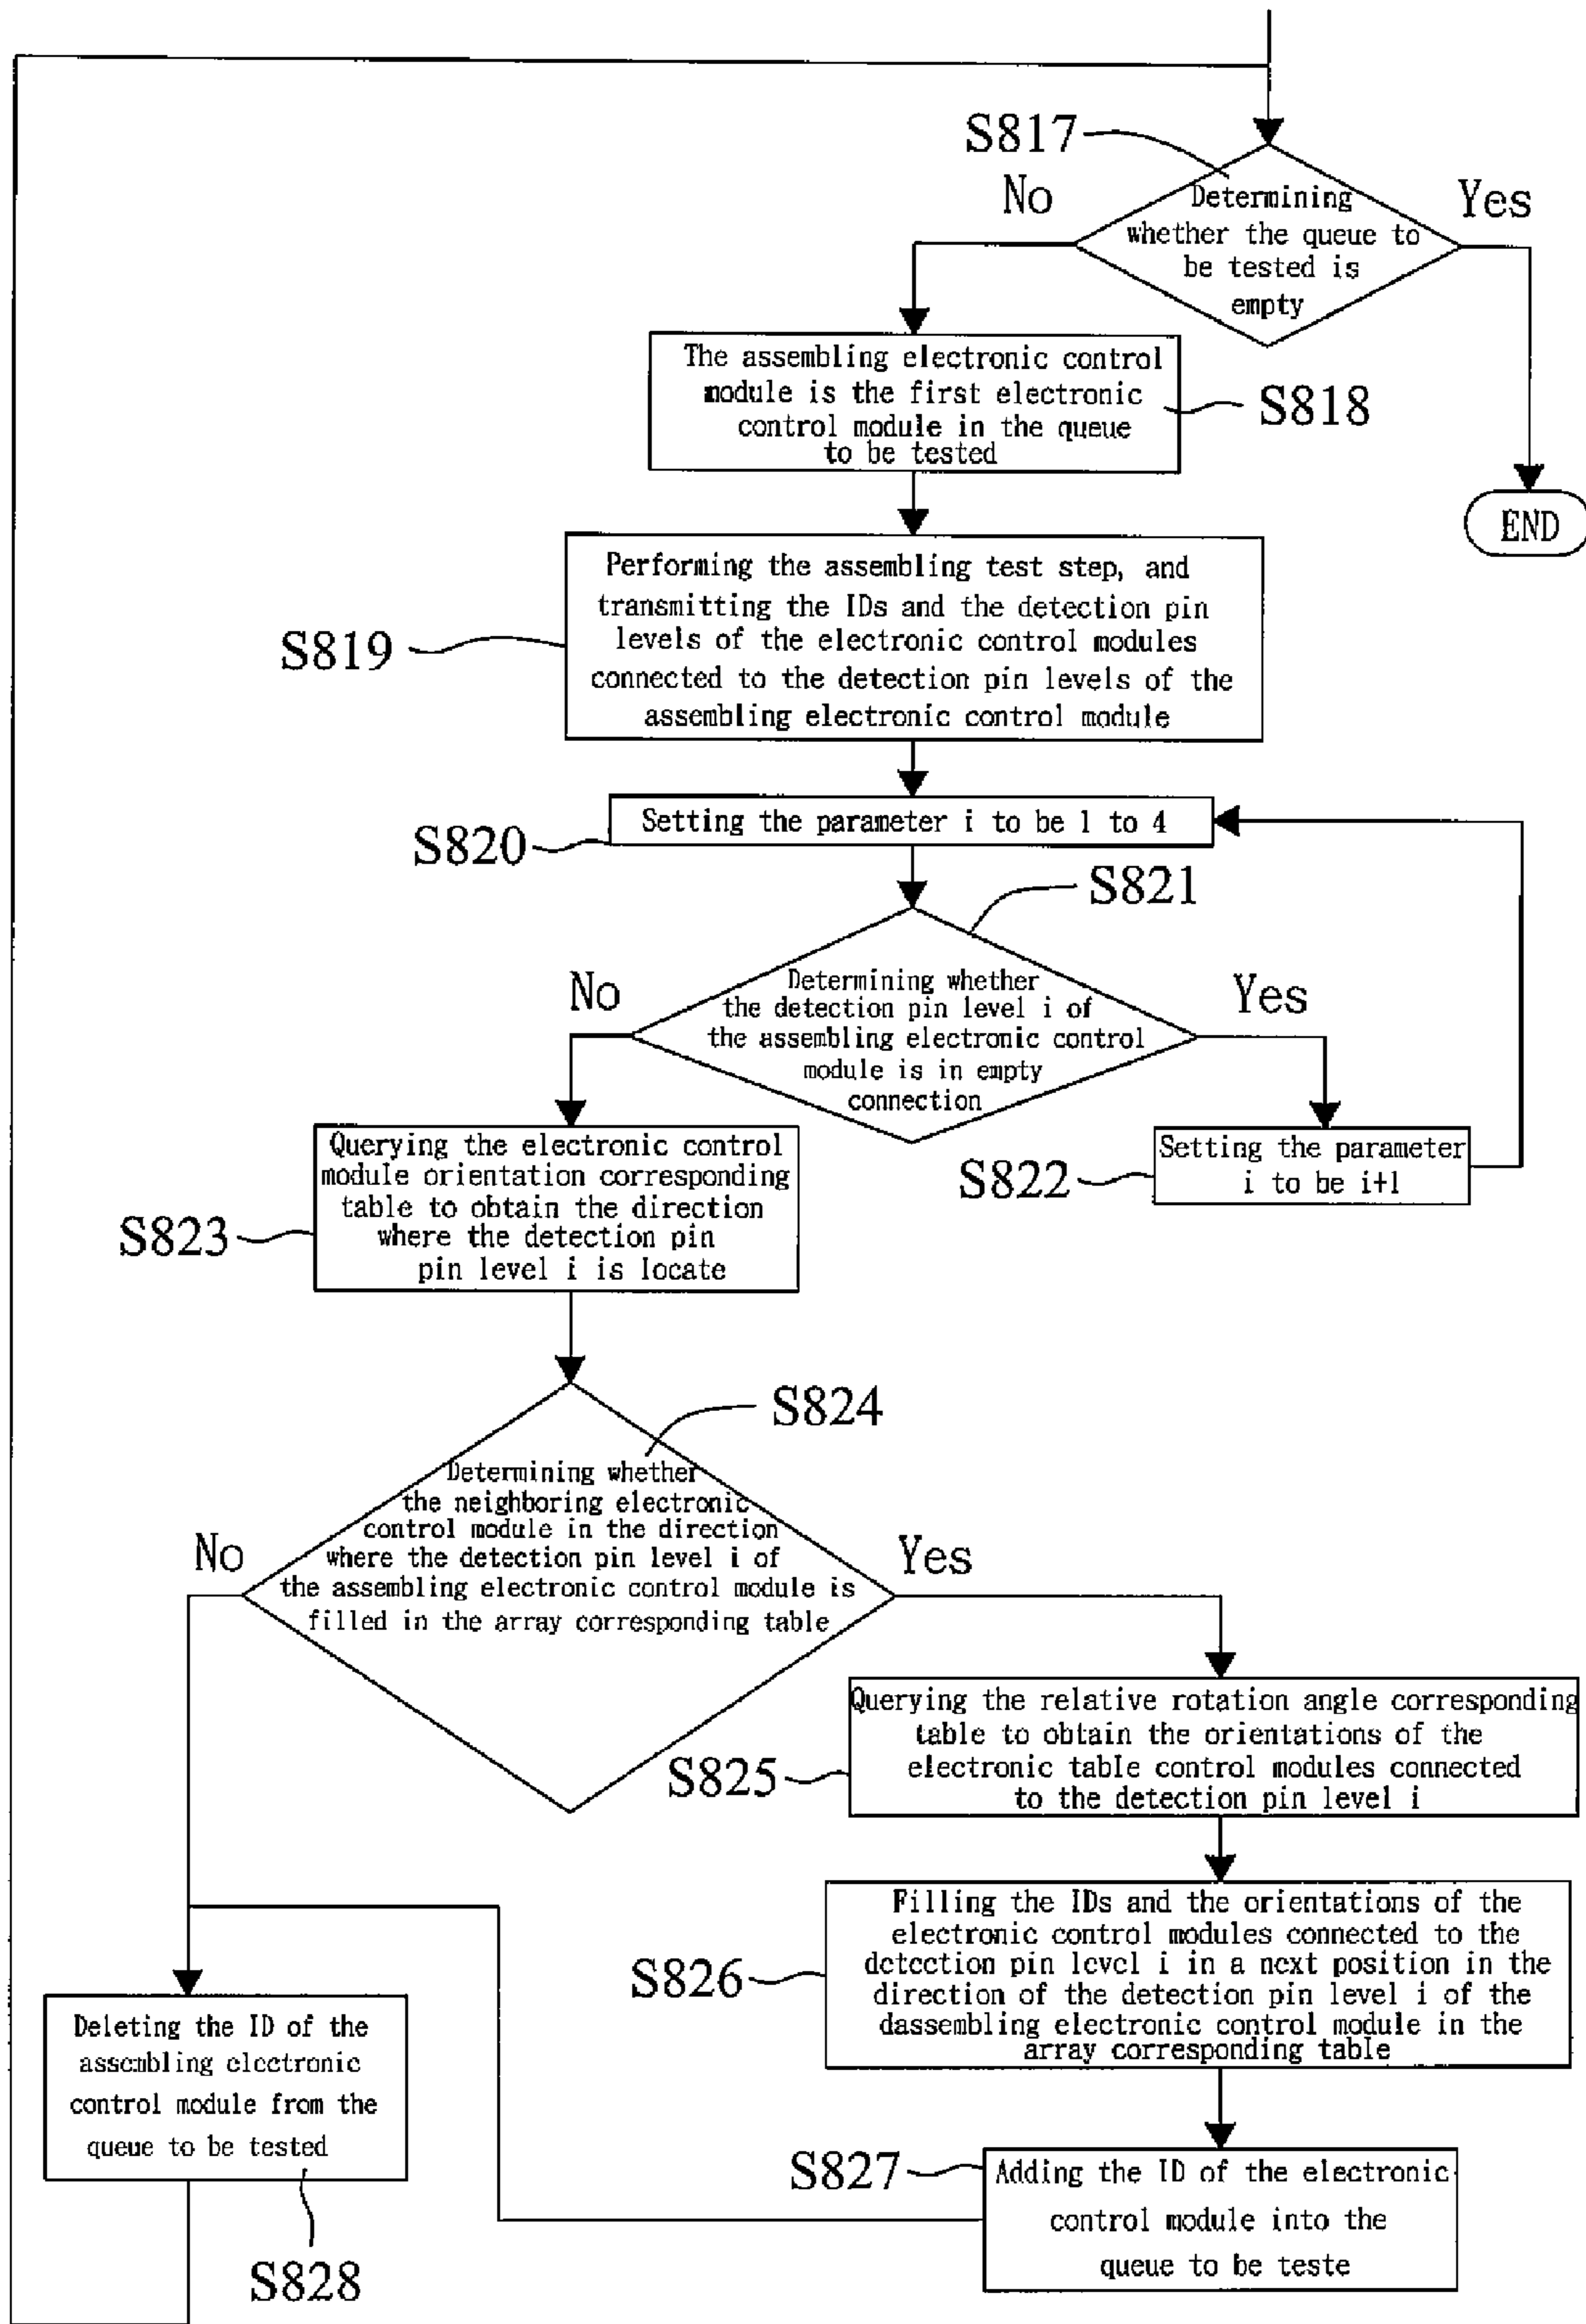 S817
No
Yes
Determining
whether the queue to
be tested is
empty
The assembling electronic control
module is the first electronic
control module in the queue
to be tested
S818
END
Performing the assembling test step, and
transmitting the IDs and the detection pin
levels of the electronic control modules
connected to the detection pin levels of the
assembling electronic control module
S819
Setting the parameter i to be 1 to 4
S820
S821
No
Yes
Determining whether
the detection pin level i of
the assembling electronic control
module is in empty
connection
Setting the parameter
i to be i+1
S822
Querying the electronic control
module orientation corresponding
table to obtain the direction
where the detection pin
pin level i is locate
S823
S824
No
Yes
Determining whether
the neighboring electronic
control module in the direction
where the detection pin level i of
the assembling electronic control module is
filled in the array corresponding table
Querying the relative rotation angle corresponding
table to obtain the orientations of the
electronic table control modules connected
to the detection pin level i
S825
Filling the IDs and the orientations of the
electronic control modules connected to the
detection pin level i in a next position in the
direction of the detection pin level i of the
dassembling electronic control module in the
array corresponding table
S826
Deleting the ID of the
assembling electronic
control module from the
queue to be tested
S828
S827
Adding the ID of the electronic
control module into the
queue to be teste